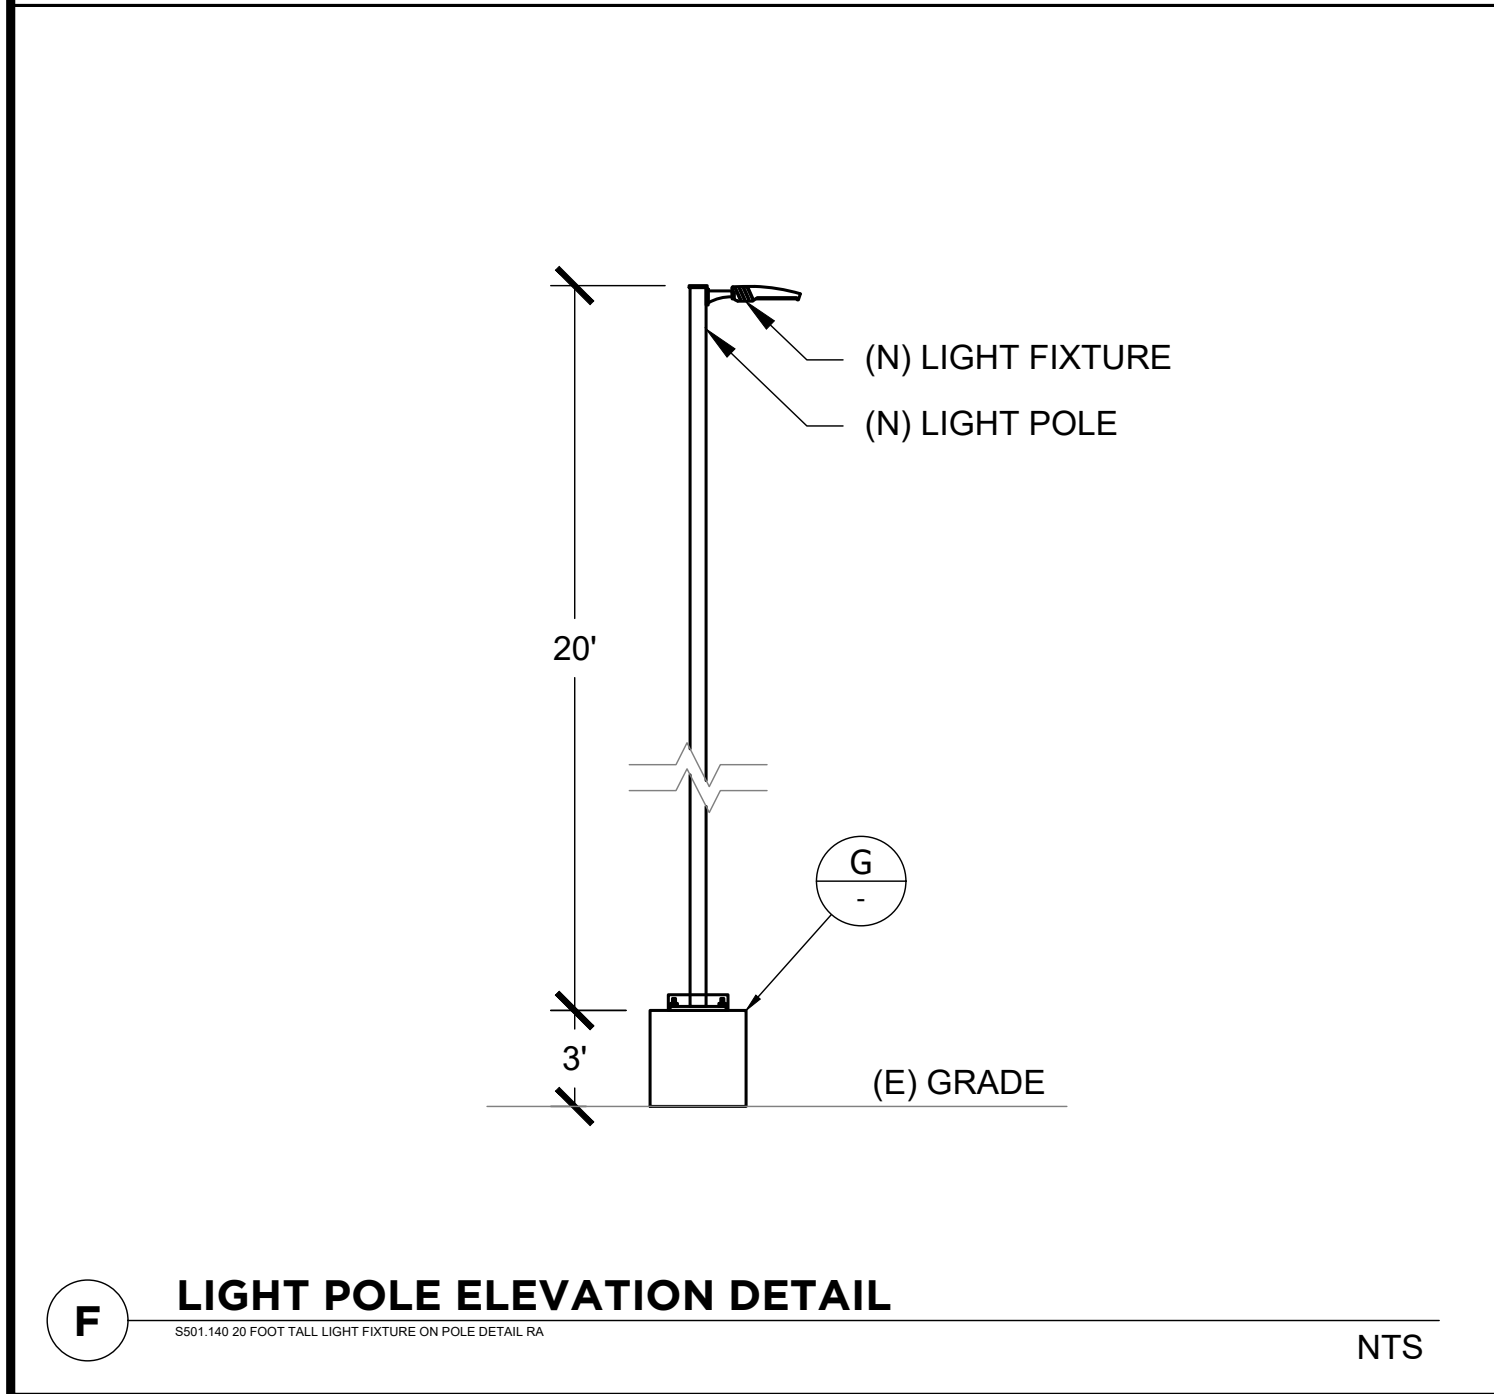 (N) LIGHT FIXTURE
(N) LIGHT POLE
20'
G
-
3'
(E) GRADE
F
LIGHT POLE ELEVATION DETAIL
S501.140 20 FOOT TALL LIGHT FIXTURE ON POLE DETAIL RA
NTS